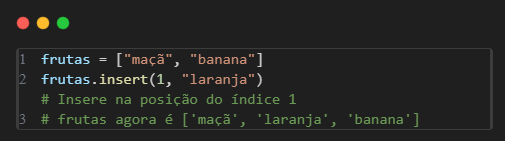 1 frutas = ["maçã", "banana"]
2 frutas.insert(1, "laranja")
# Insere na posição do índice 1
3 # frutas agora é ['maçã', 'laranja', 'banana']